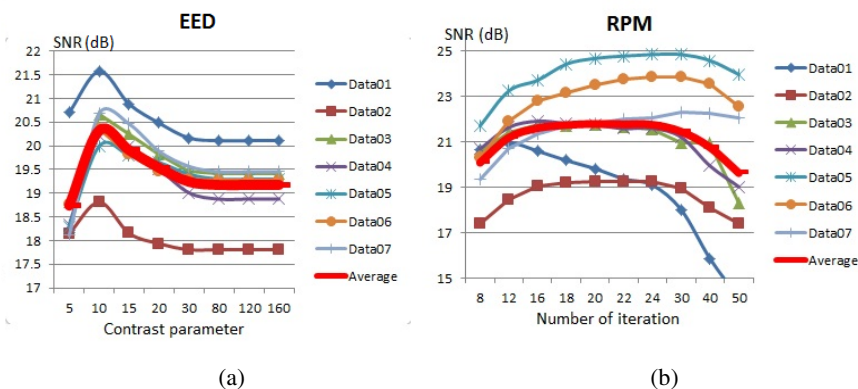 EED
SNR (dB)
22
21.5
21
20.5
20
19.5
19
18.5
18
17.5
17
5 10 15 20 30 80 120 160
Contrast parameter
Data01
Data02
Data03
Data04
Data05
Data06
Data07
Average
(a)
RPM
SNR (dB)
25
23
21
19
17
15
8 12 16 18 20 22 24 30 40 50
Number of iteration
Data01
Data02
Data03
Data04
Data05
Data06
Data07
Average
(b)